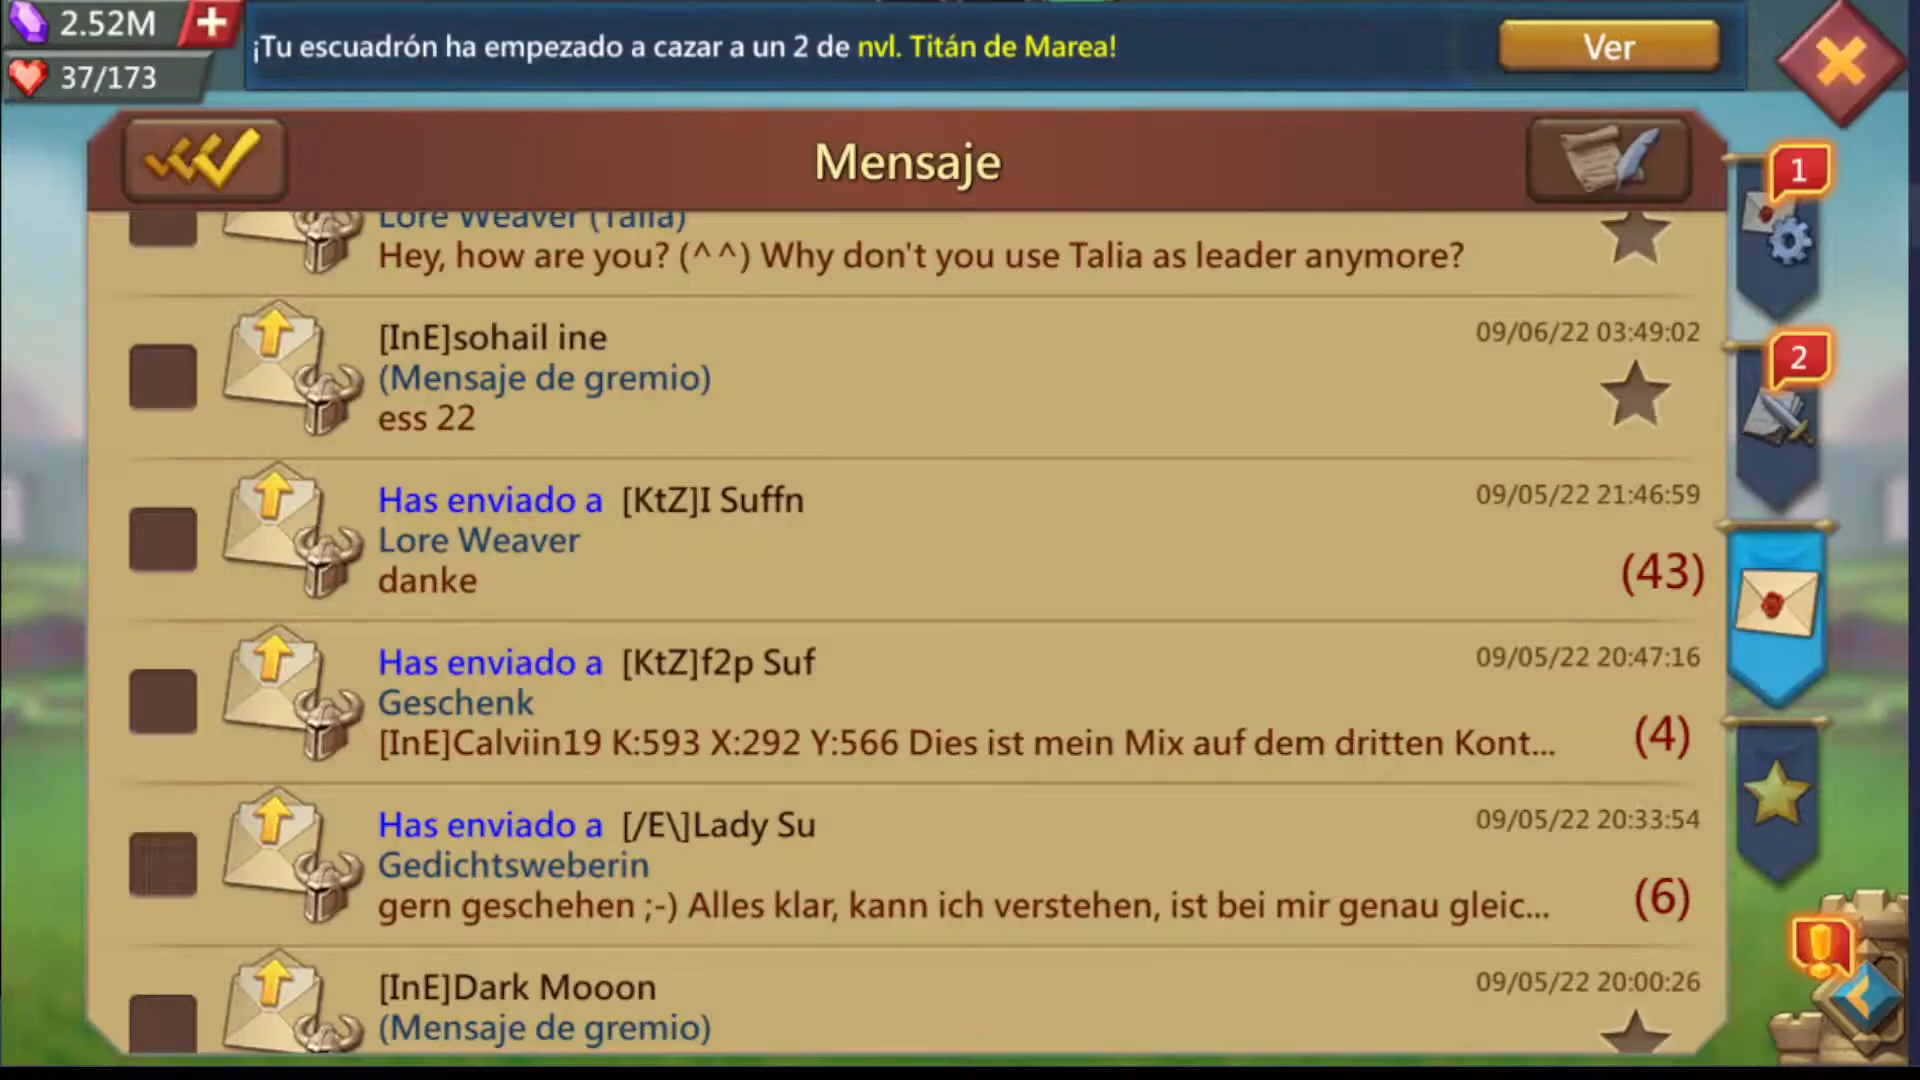 2.52M
37/173
¡Tu escuadrón ha empezado a cazar a un 2 de nvl. Titán de Marea!
Ver
Mensaje
1
2
Lore Weaver (Talia)
Hey, how are you? (^^) Why don't you use Talia as leader anymore?
[InE]sohail ine
09/06/22 03:49:02
(Mensaje de gremio)
ess 22
Has enviado a [KtZ]I Suffn
09/05/22 21:46:59
Lore Weaver
danke
(43)
Has enviado a [KtZ]f2p Suf
09/05/22 20:47:16
Geschenk
[InE]Calviin19 K:593 X:292 Y:566 Dies ist mein Mix auf dem dritten Kont...
(4)
Has enviado a [/E\]Lady Su
09/05/22 20:33:54
Gedichtsweberin
gern geschehen ;-) Alles klar, kann ich verstehen, ist bei mir genau gleic...
(6)
[InE]Dark Mooon
09/05/22 20:00:26
(Mensaje de gremio)